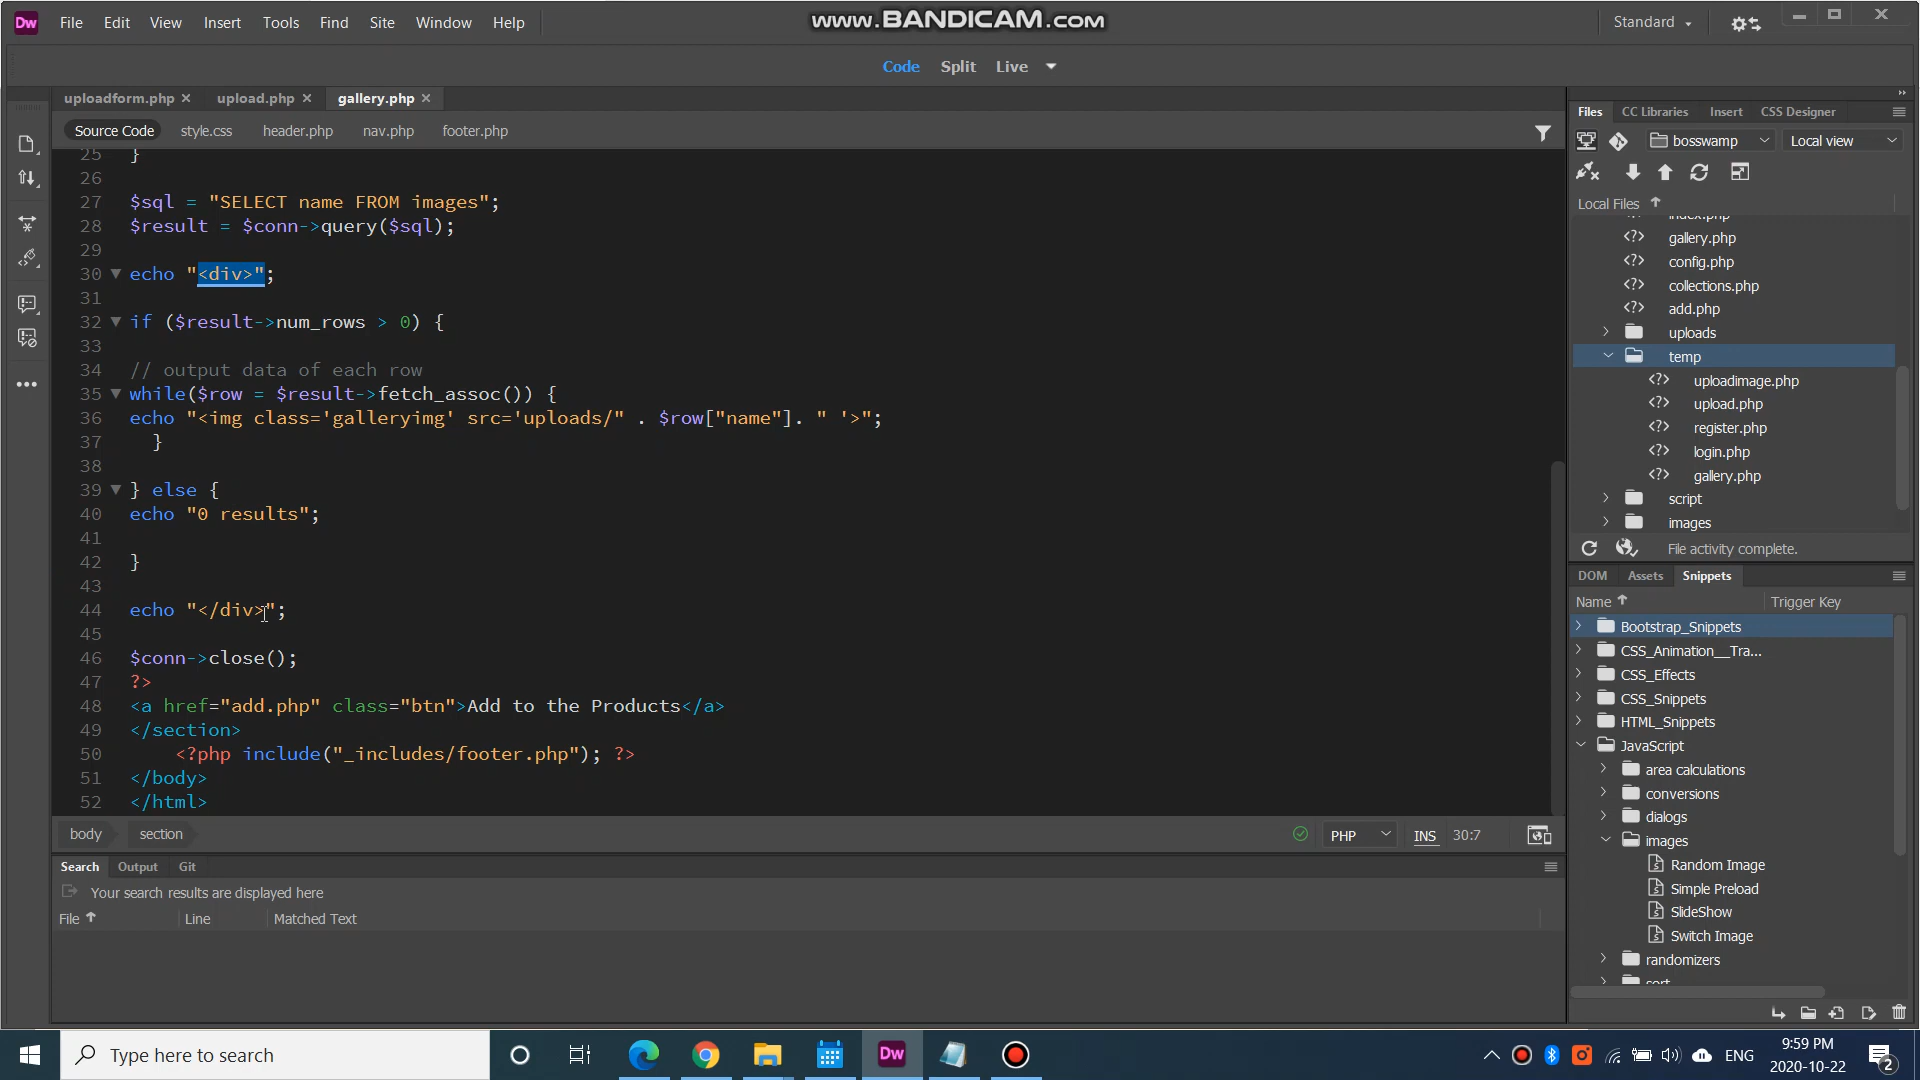 Dw File Edit View Insert Tools Find Site Window Help
www.BANDICAM.com
Standard
Code Split Live
uploadform.php upload.php gallery.php
Source Code style.css header.php nav.php footer.php
25 }
26
27 $sql = "SELECT name FROM images";
28 $result = $conn->query($sql);
29
30 echo "<div>";
31
32 if ($result->num_rows > 0) {
33
34 // output data of each row
35 while($row = $result->fetch_assoc()) {
36 echo "<img class='galleryimg' src='uploads/" . $row["name"]. " '>";
37 }
38
39 } else {
40 echo "0 results";
41
42 }
43
44 echo "</div>";
45
46 $conn->close();
47 ?>
48 <a href="add.php" class="btn">Add to the Products</a>
49 </section>
50 <?php include("_includes/footer.php"); ?>
51 </body>
52 </html>
body section
PHP INS 30:7
Search Output Git
Your search results are displayed here
File Line Matched Text
Files CC Libraries Insert CSS Designer
bosswamp Local view
Local Files
index.php
gallery.php
config.php
collections.php
add.php
uploads
temp
uploadimage.php
upload.php
register.php
login.php
gallery.php
script
images
File activity complete.
DOM Assets Snippets
Name Trigger Key
Bootstrap_Snippets
CSS_Animation__Tra...
CSS_Effects
CSS_Snippets
HTML_Snippets
JavaScript
area calculations
conversions
dialogs
images
Random Image
Simple Preload
SlideShow
Switch Image
randomizers
Type here to search
Dw
ENG
9:59 PM
2020-10-22
2